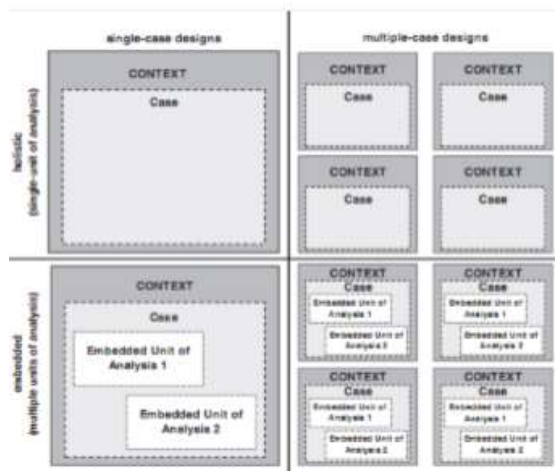 single-case designs
multiple-case designs
holistic
(single-unit of analysis)
CONTEXT
Case
CONTEXT
Case
CONTEXT
Case
CONTEXT
Case
CONTEXT
Case
embedded
(multiple units of analysis)
CONTEXT
Case
Embedded Unit of
Analysis 1
Embedded Unit of
Analysis 2
CONTEXT
Case
Embedded Unit of
Analysis 1
Embedded Unit of
Analysis 2
CONTEXT
Case
Embedded Unit of
Analysis 1
Embedded Unit of
Analysis 2
CONTEXT
Case
Embedded Unit of
Analysis 1
Embedded Unit of
Analysis 2
CONTEXT
Case
Embedded Unit of
Analysis 1
Embedded Unit of
Analysis 2